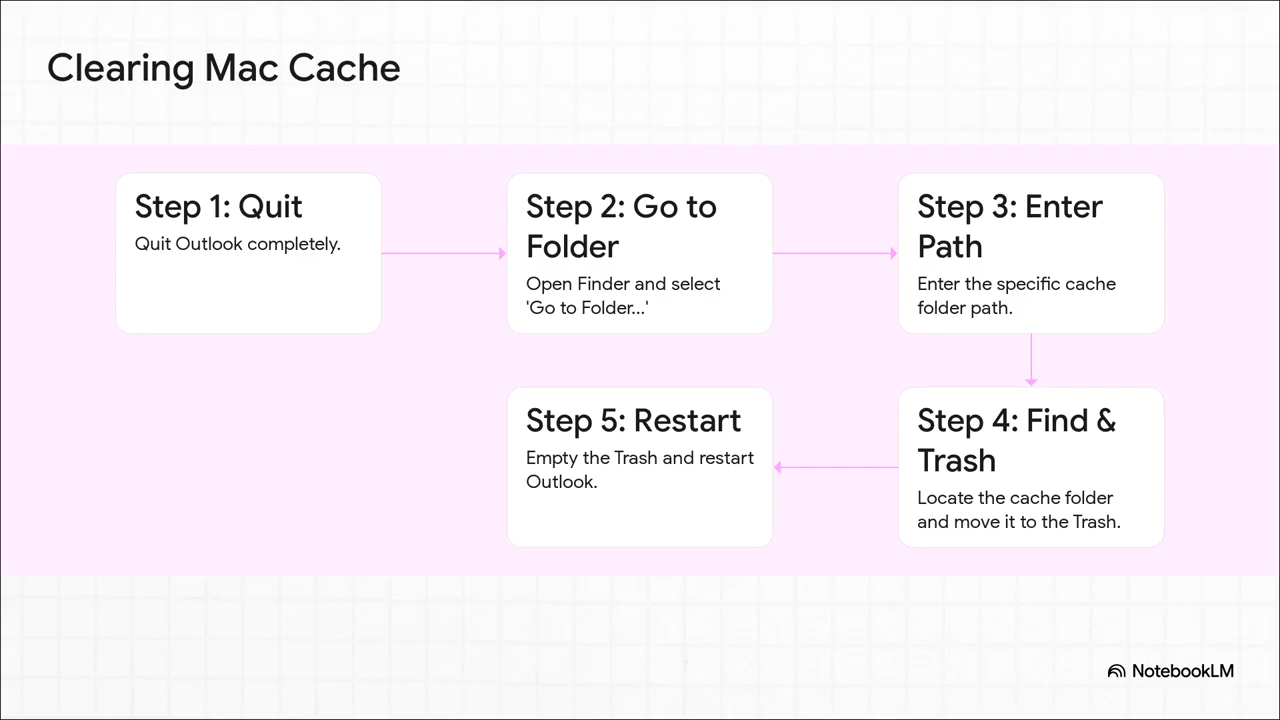 Clearing Mac Cache
Step 1: Quit
Quit Outlook completely.
Step 2: Go to
Folder
Open Finder and select
'Go to Folder...'
Step 3: Enter
Path
Enter the specific cache
folder path.
Step 4: Find &
Trash
Locate the cache folder
and move it to the Trash.
Step 5: Restart
Empty the Trash and restart
Outlook.
NotebookLM